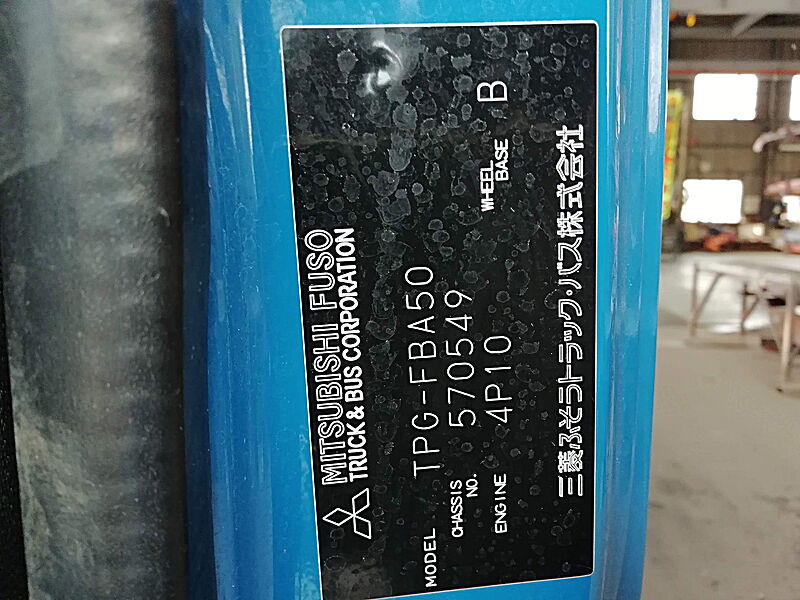 MITSUBISHI FUSO
TRUCK & BUS CORPORATION
MODEL TPG-FBA50
CHASSIS NO. 570549
ENGINE 4P10 WHEEL BASE B
三菱ふそうトラック・バス株式会社